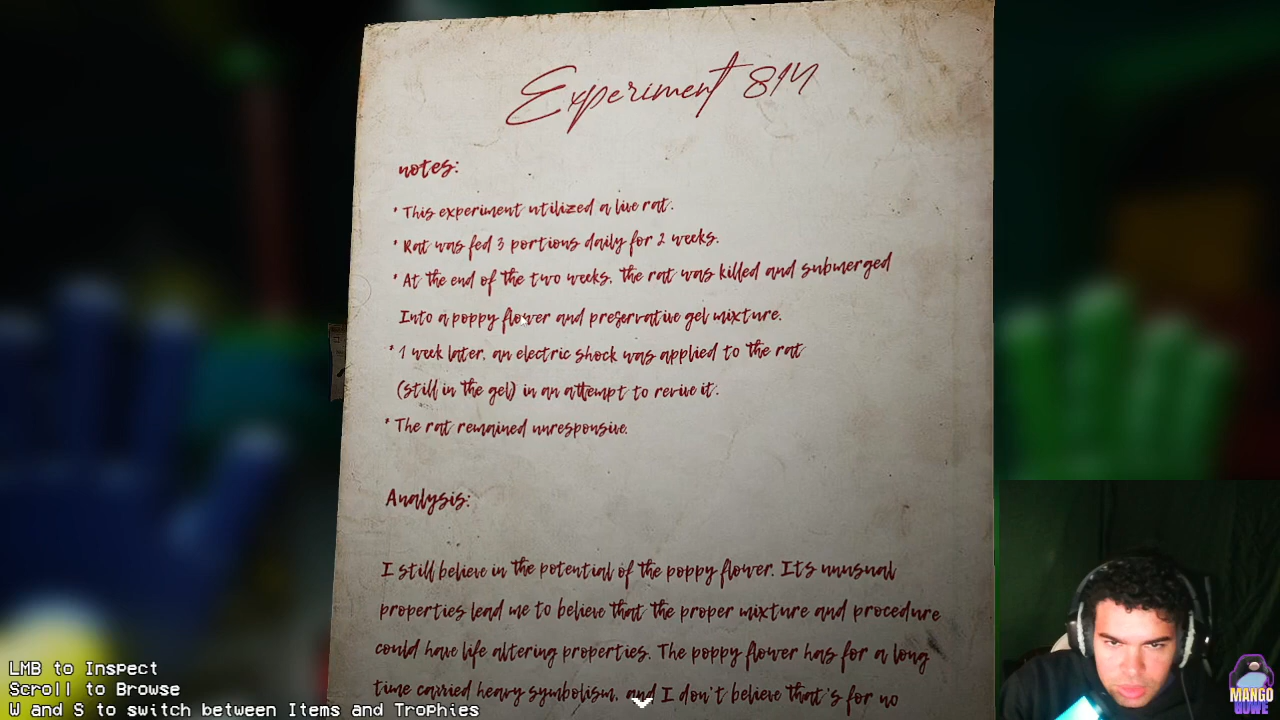 Experiment 814
notes:
* This experiment utilized a live rat.
* Rat was fed 3 portions daily for 2 weeks.
* At the end of the two weeks, the rat was killed and submerged
Into a poppy flower and preservative gel mixture.
* 1 week later, an electric shock was applied to the rat
(still in the gel) in an attempt to revive it.
* The rat remained unresponsive.
Analysis:
I still believe in the potential of the poppy flower. Its unusual
properties lead me to believe that the proper mixture and procedure
could have life altering properties. The poppy flower has for a long
time carried heavy symbolism, and I don't believe that's for no
LMB to Inspect
Scroll to Browse
W and S to switch between Items and Trophies
MANGO